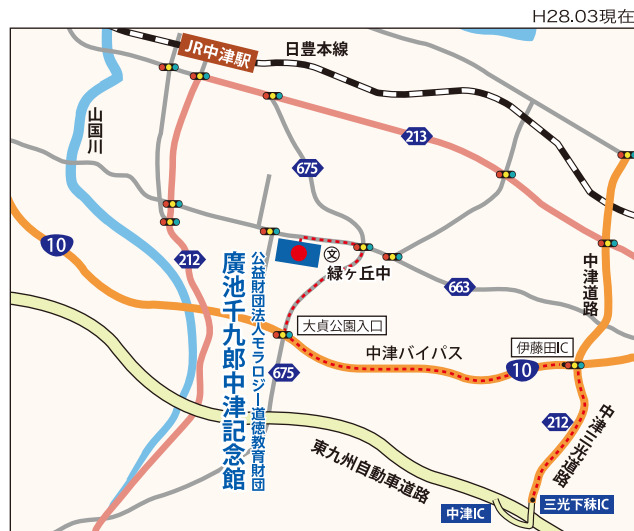 H28.03現在
JR中津駅
日豊本線
山国川
213
675
10
212
文
緑ヶ丘中
663
中津道路
公益財団法人モラロジー道徳教育財団
廣池千九郎中津記念館
大貞公園入口
中津バイパス
伊藤田IC
10
675
212
中津三光道路
東九州自動車道路
中津IC
三光下秣IC